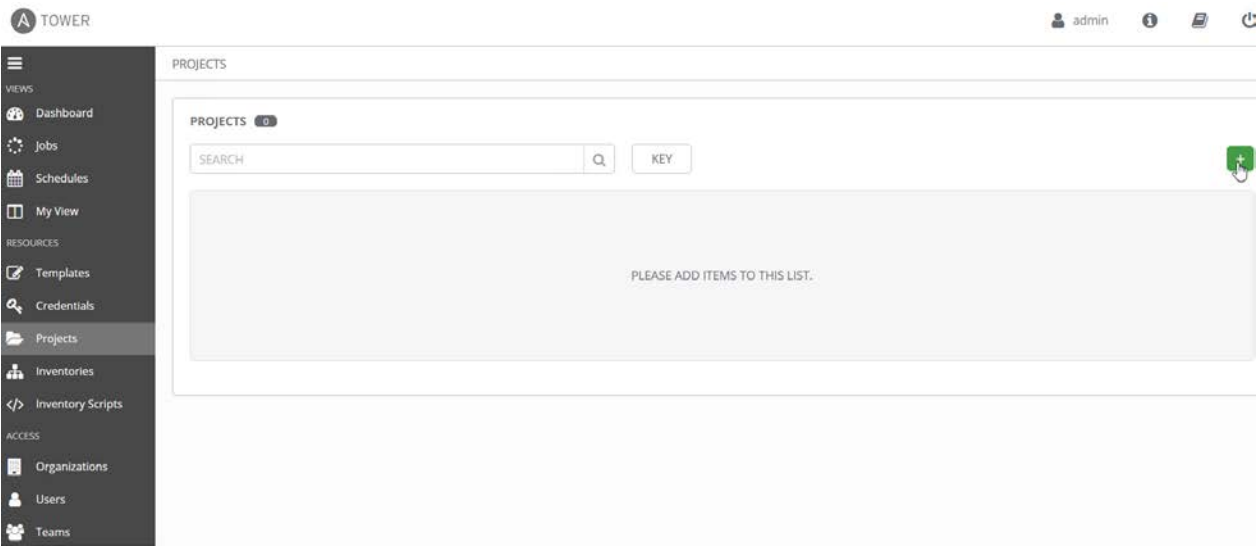 A TOWER
admin
VIEWS
Dashboard
Jobs
Schedules
My View
RESOURCES
Templates
Credentials
Projects
Inventories
</> Inventory Scripts
ACCESS
Organizations
Users
Teams
PROJECTS
PROJECTS 0
SEARCH
KEY
+
PLEASE ADD ITEMS TO THIS LIST.